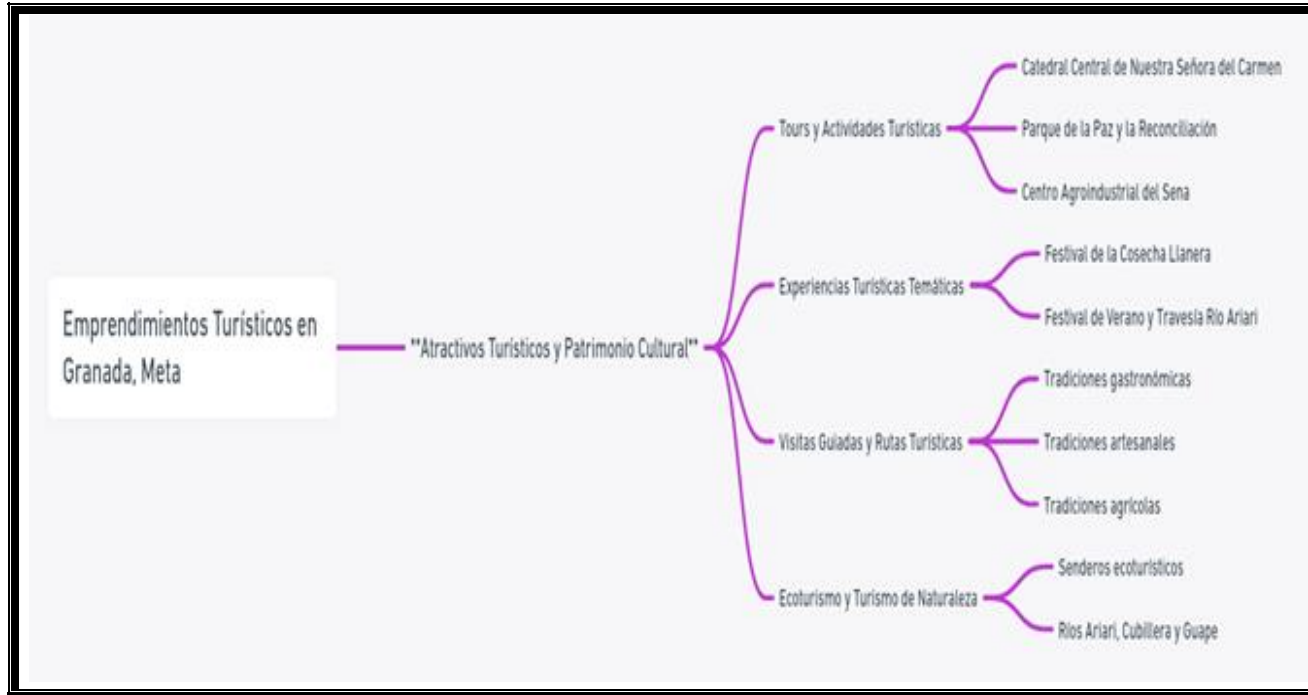 Emprendimientos Turísticos en
Granada, Meta
"Atractivos Turísticos y Patrimonio Cultural"
Tours y Actividades Turísticas
Catedral Central de Nuestra Señora del Carmen
Parque de la Paz y la Reconciliación
Centro Agroindustrial del Sena
Experiencias Turísticas Temáticas
Festival de la Cosecha Llanera
Festival de Verano y Travesía Río Ariari
Visitas Guiadas y Rutas Turísticas
Tradiciones gastronómicas
Tradiciones artesanales
Tradiciones agrícolas
Ecoturismo y Turismo de Naturaleza
Senderos ecoturísticos
Ríos Ariari, Cubillera y Guape